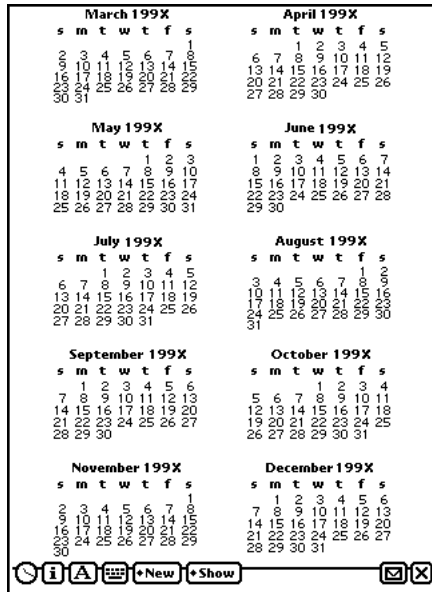 March 199X
s m t w t f s
1
2 3 4 5 6 7 8
9 10 11 12 13 14 15
16 17 18 19 20 21 22
23 24 25 26 27 28 29
30 31
April 199X
s m t w t f s
1 2 3 4 5
6 7 8 9 10 11 12
13 14 15 16 17 18 19
20 21 22 23 24 25 26
27 28 29 30
May 199X
s m t w t f s
1 2 3
4 5 6 7 8 9 10
11 12 13 14 15 16 17
18 19 20 21 22 23 24
25 26 27 28 29 30 31
June 199X
s m t w t f s
1 2 3 4 5 6 7
8 9 10 11 12 13 14
15 16 17 18 19 20 21
22 23 24 25 26 27 28
29 30
July 199X
s m t w t f s
1 2 3 4 5
6 7 8 9 10 11 12
13 14 15 16 17 18 19
20 21 22 23 24 25 26
27 28 29 30 31
August 199X
s m t w t f s
1 2
3 4 5 6 7 8 9
10 11 12 13 14 15 16
17 18 19 20 21 22 23
24 25 26 27 28 29 30
31
September 199X
s m t w t f s
1 2 3 4 5 6
7 8 9 10 11 12 13
14 15 16 17 18 19 20
21 22 23 24 25 26 27
28 29 30
October 199X
s m t w t f s
1 2 3 4
5 6 7 8 9 10 11
12 13 14 15 16 17 18
19 20 21 22 23 24 25
26 27 28 29 30 31
November 199X
s m t w t f s
1
2 3 4 5 6 7 8
9 10 11 12 13 14 15
16 17 18 19 20 21 22
23 24 25 26 27 28 29
30
December 199X
s m t w t f s
1 2 3 4 5 6
7 8 9 10 11 12 13
14 15 16 17 18 19 20
21 22 23 24 25 26 27
28 29 30 31
i A New Show X